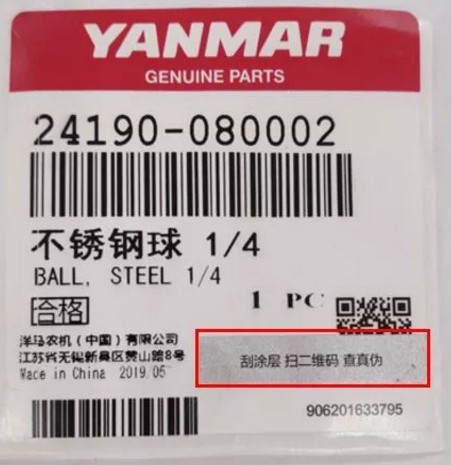 YANMAR
GENUINE PARTS
24190-080002
不锈钢球 1/4
BALL, STEEL 1/4
合格
1 PC
洋马农机（中国）有限公司
江苏省无锡新具区赞山路8号
Mace in China 2019.05
刮涂层 扫二维码 查真伪
906201633795